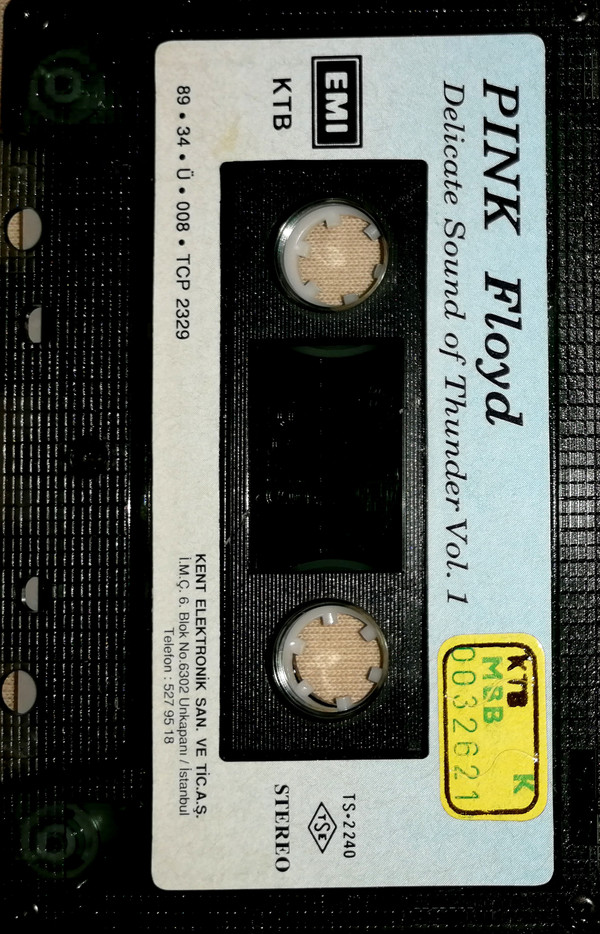 PINK Floyd
Delicate Sound of Thunder Vol. 1
KTB
K
MSB
0032621
EMI
KTB
TS•2240
TSE
STEREO
89 • 34 • Ü • 008 • TCP 2329
KENT ELEKTRONİK SAN. VE TİC.A.Ş.
İ.M.Ç. 6. Blok No.6302 Unkapanı / İstanbul
Telefon : 527 95 18